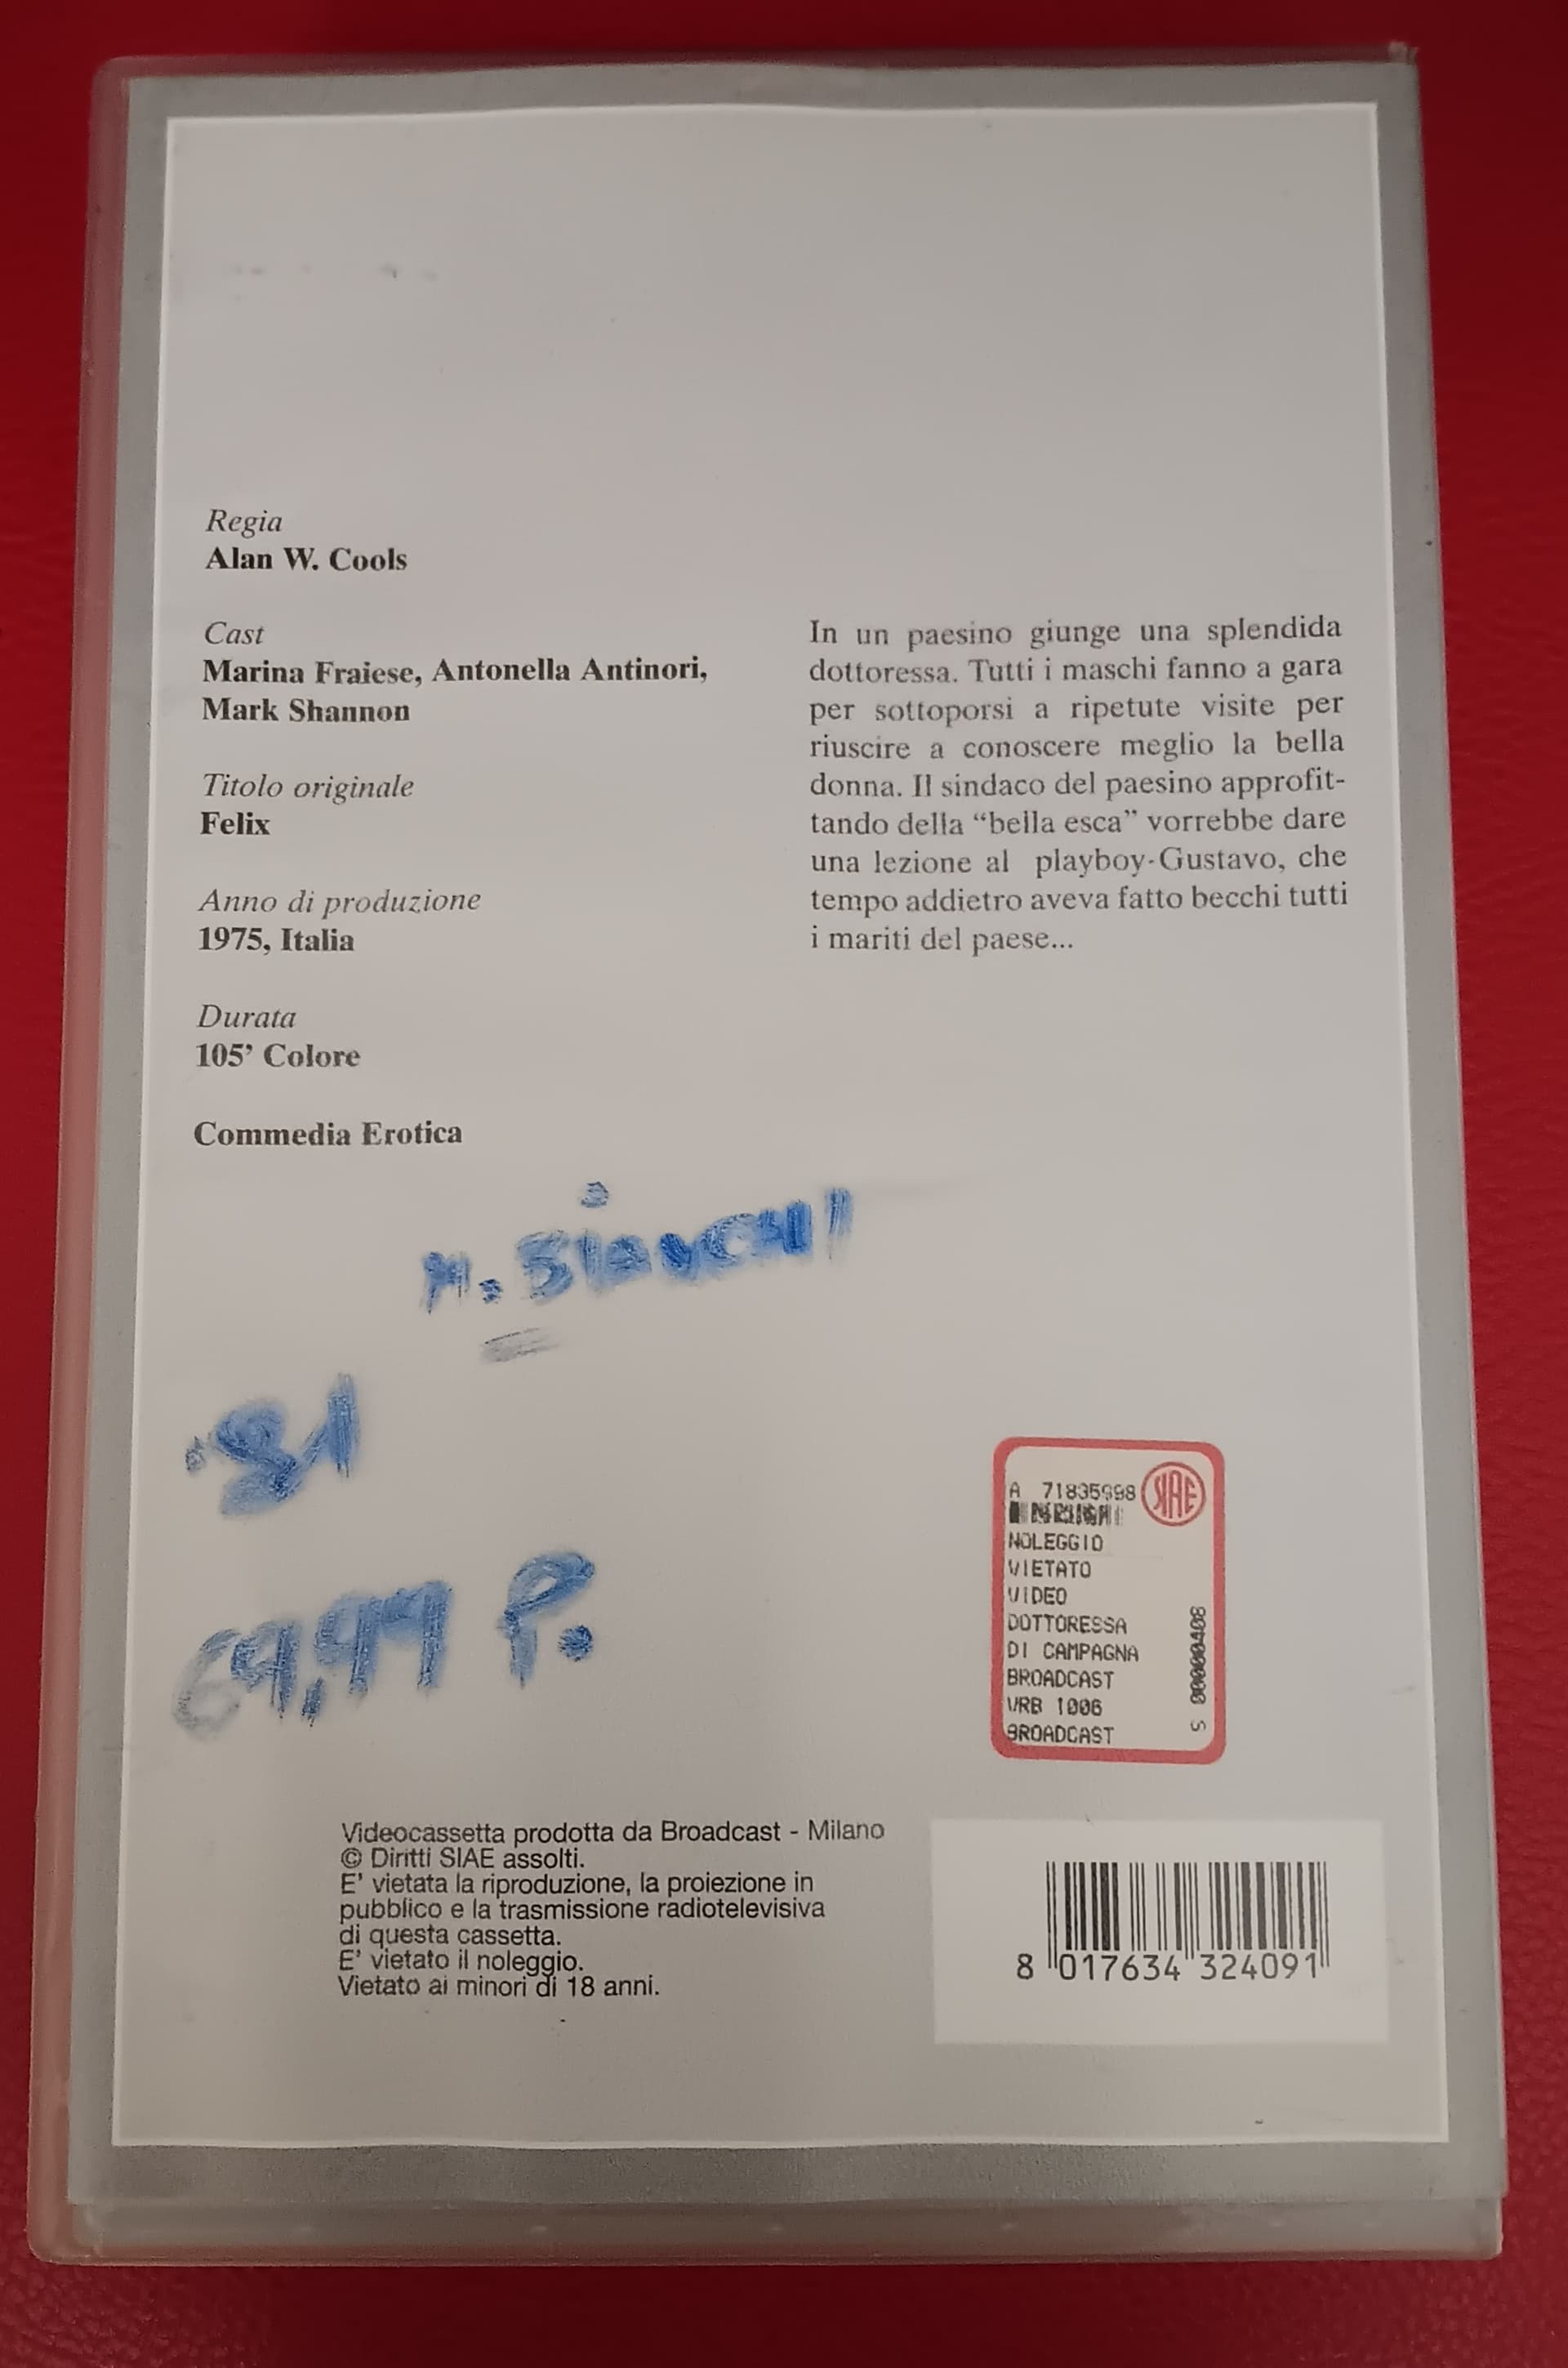 Regia
Alan W. Cools
Cast
Marina Fraiese, Antonella Antinori,
Mark Shannon
Titolo originale
Felix
Anno di produzione
1975, Italia
Durata
105' Colore
Commedia Erotica
In un paesino giunge una splendida
dottoressa. Tutti i maschi fanno a gara
per sottoporsi a ripetute visite per
riuscire a conoscere meglio la bella
donna. Il sindaco del paesino approfit-
tando della “bella esca” vorrebbe dare
una lezione al playboy-Gustavo, che
tempo addietro aveva fatto becchi tutti
i mariti del paese...
M. BiaNCHI
'81
69,99 P.
A 71835998 SIAE
NOLEGGIO
VIETATO
VIDEO
DOTTORESSA
DI CAMPAGNA
BROADCAST
VRB 1006
BROADCAST
S 00000408
Videocassetta prodotta da Broadcast - Milano
© Diritti SIAE assolti.
E' vietata la riproduzione, la proiezione in
pubblico e la trasmissione radiotelevisiva
di questa cassetta.
E' vietato il noleggio.
Vietato ai minori di 18 anni.
8 017634 324091